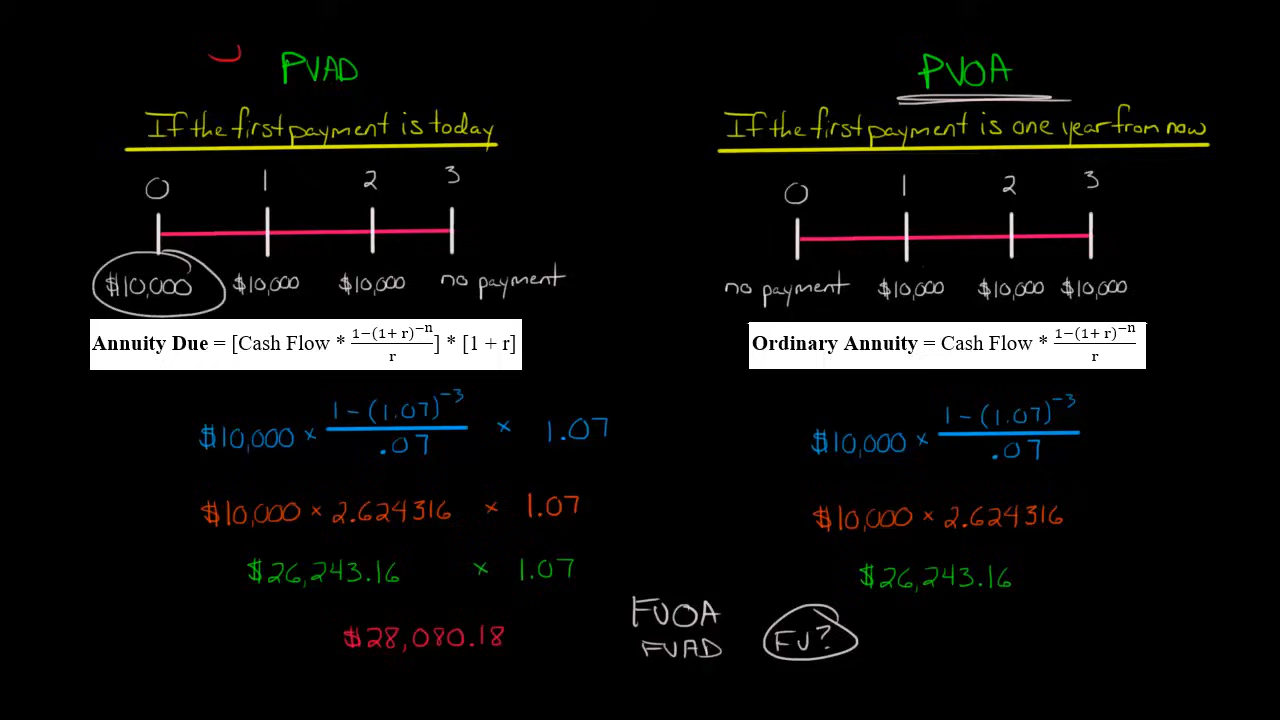 PVAD
If the first payment is today
0 1 2 3
$10,000 $10,000 $10,000 no payment
Annuity Due = [Cash Flow * 1−(1+ r)⁻ⁿ / r] * [1 + r]
$10,000 × 1-(1.07)⁻³ / .07 × 1.07
$10,000 × 2.624316 × 1.07
$26,243.16 × 1.07
$28,080.18
PVOA
If the first payment is one year from now
0 1 2 3
no payment $10,000 $10,000 $10,000
Ordinary Annuity = Cash Flow * 1−(1+ r)⁻ⁿ / r
$10,000 × 1-(1.07)⁻³ / .07
$10,000 × 2.624316
$26,243.16
FVOA
FVAD
FV?